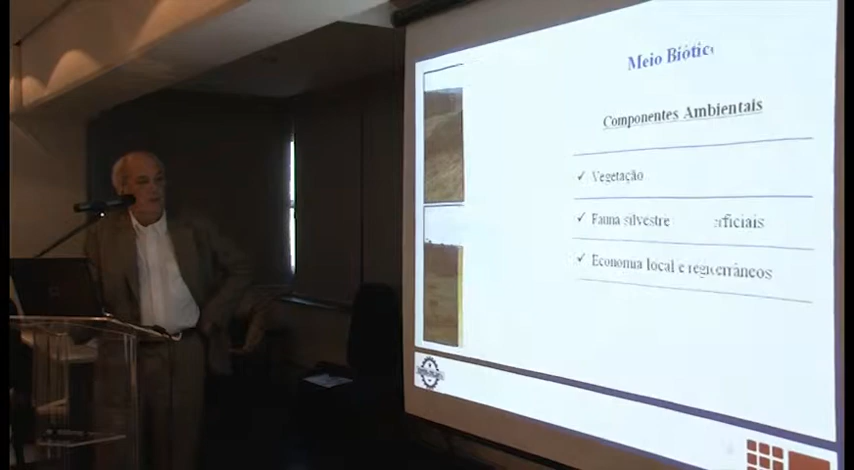 Meio Biótic
Componentes Ambientais
✓ Vegetação
✓ Fauna silvestre
✓ Economia local e